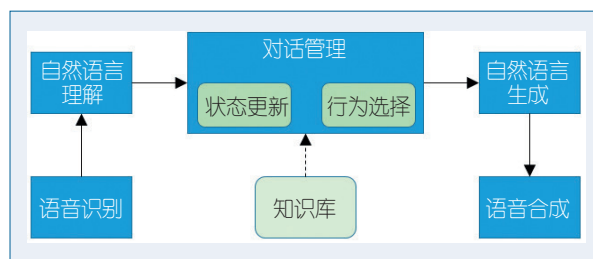 对话管理
自然语言
理解
状态更新
行为选择
自然语言
生成
语音识别
知识库
语音合成